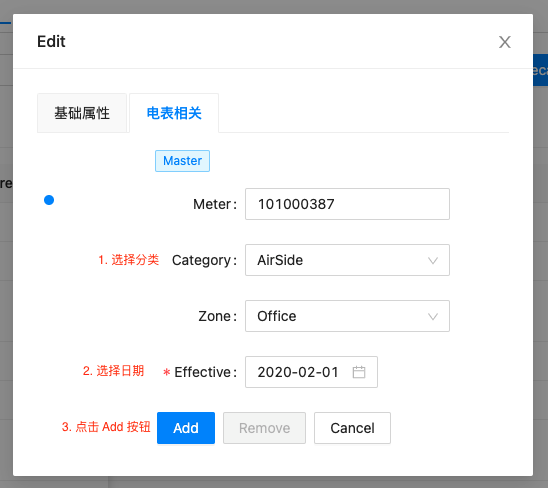 Edit
基础属性 电表相关
Master
re
Meter: 101000387
1. 选择分类 Category: AirSide
Zone: Office
2. 选择日期 * Effective: 2020-02-01
3. 点击 Add 按钮 Add Remove Cancel